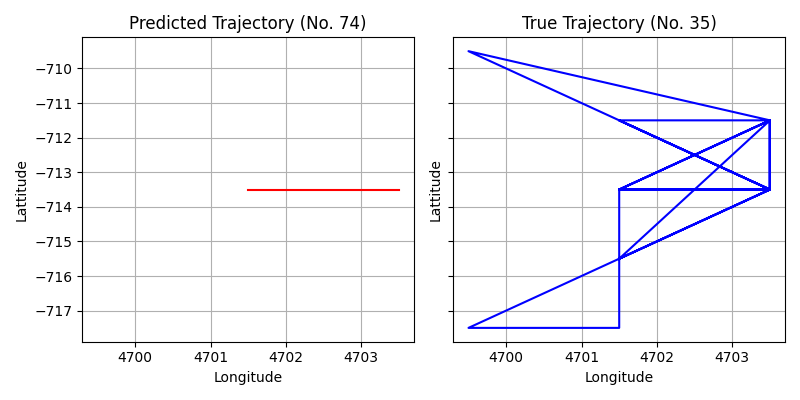 Predicted Trajectory (No. 74)
True Trajectory (No. 35)
Lattitude
−710
−711
−712
−713
−714
−715
−716
−717
4700
4701
4702
4703
Longitude
Lattitude
4700
4701
4702
4703
Longitude